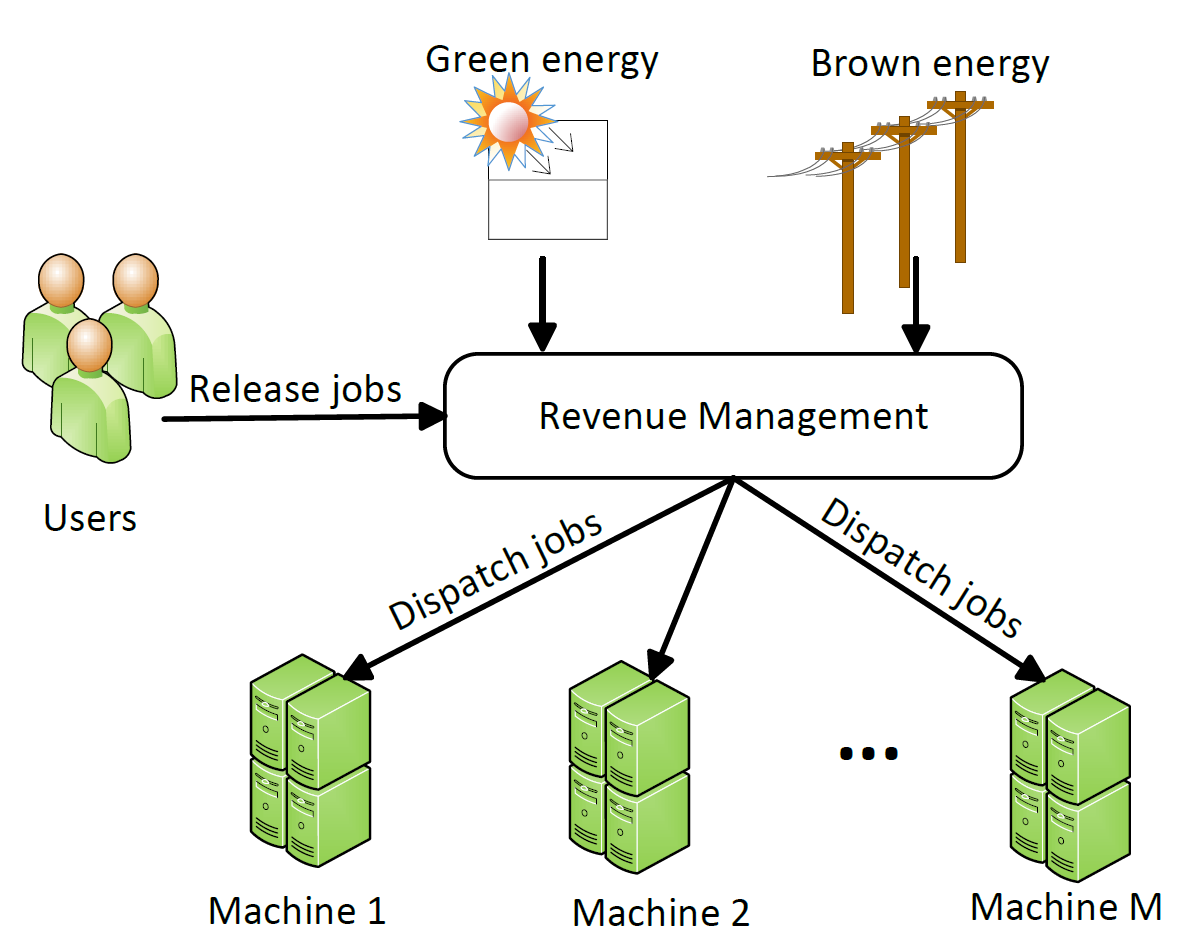 Green energy
Brown energy
Release jobs
Revenue Management
Users
Dispatch jobs
Dispatch jobs
...
Machine 1
Machine 2
Machine M